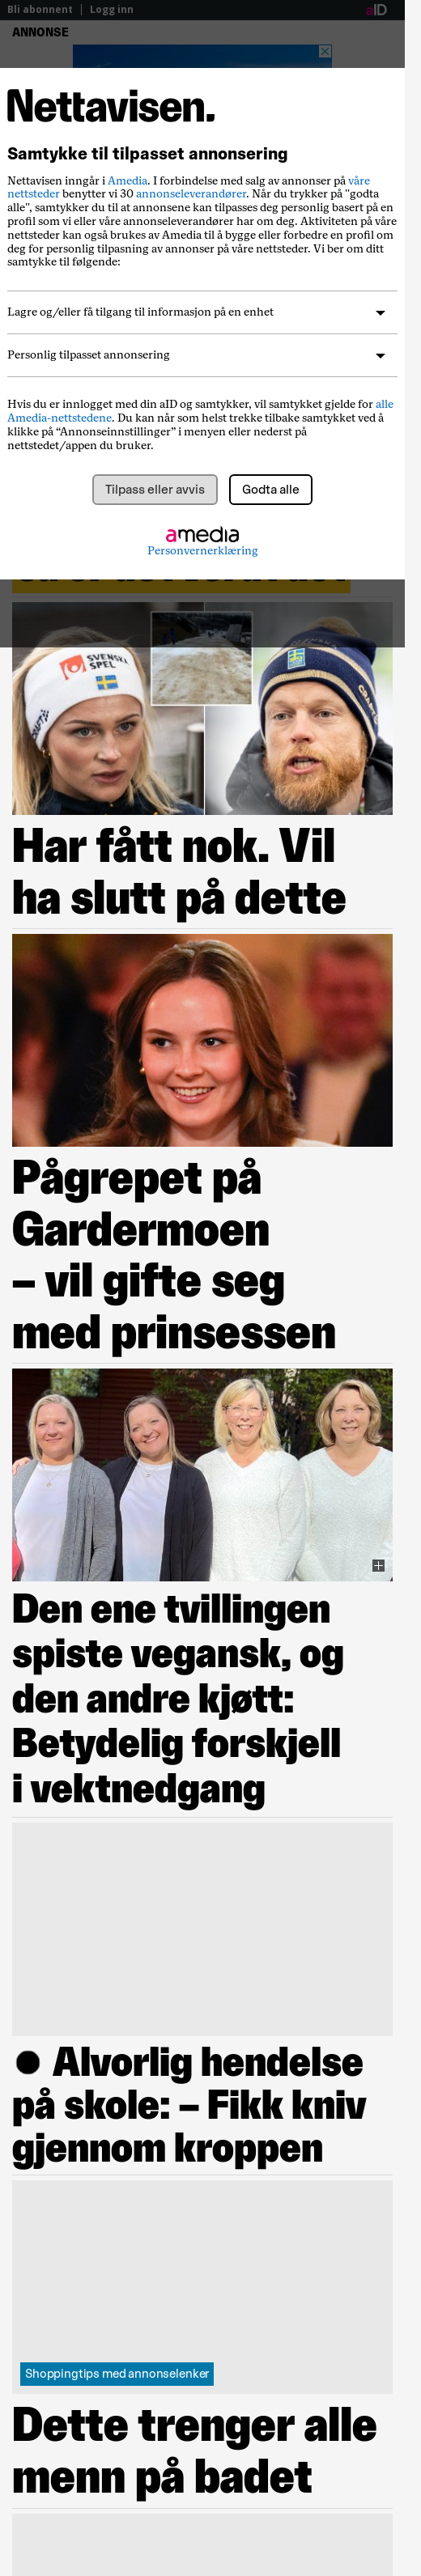 Bli abonnent | Logg inn
aID
ANNONSE
Nettavisen.
Samtykke til tilpasset annonsering
Nettavisen inngår i Amedia. I forbindelse med salg av annonser på våre
nettsteder benytter vi 30 annonseleverandører. Når du trykker på "godta
alle", samtykker du til at annonsene kan tilpasses deg personlig basert på en
profil som vi eller våre annonseleverandører har om deg. Aktiviteten på våre
nettsteder kan også brukes av Amedia til å bygge eller forbedre en profil om
deg for personlig tilpasning av annonser på våre nettsteder. Vi ber om ditt
samtykke til følgende:
Lagre og/eller få tilgang til informasjon på en enhet
Personlig tilpasset annonsering
Hvis du er innlogget med din aID og samtykker, vil samtykket gjelde for alle
Amedia-nettstedene. Du kan når som helst trekke tilbake samtykket ved å
klikke på “Annonseinnstillinger” i menyen eller nederst på
nettstedet/appen du bruker.
Tilpass eller avvis
Godta alle
amedia
Personvernerklæring
SVENSKA
SPEL
CRAFT
Har fått nok. Vil
ha slutt på dette
Pågrepet på
Gardermoen
– vil gifte seg
med prinsessen
Den ene tvillingen
spiste vegansk, og
den andre kjøtt:
Betydelig forskjell
i vektnedgang
Alvorlig hendelse
på skole: – Fikk kniv
gjennom kroppen
Shoppingtips med annonselenker
Dette trenger alle
menn på badet